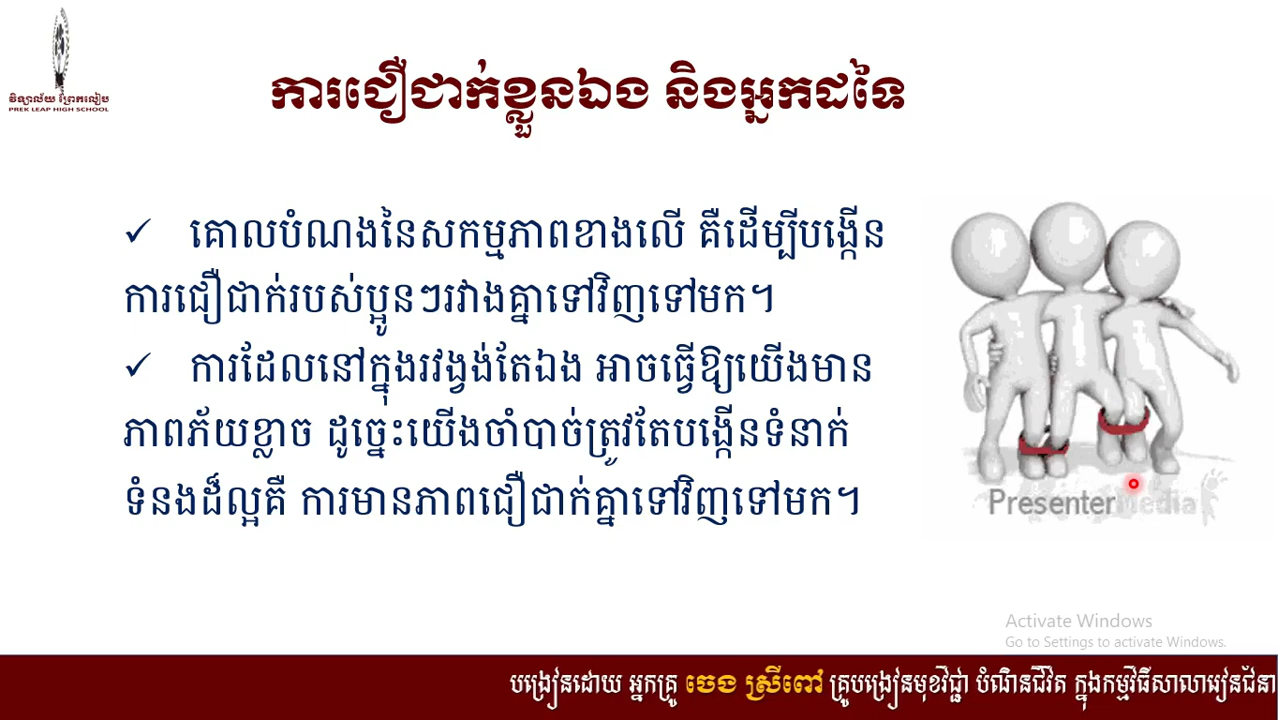 វិទ្យាល័យ ព្រែកលៀប
PREK LEAP HIGH SCHOOL
ការជឿជាក់ខ្លួនឯង និងអ្នកដទៃ
✓ គោលបំណងនៃសកម្មភាពខាងលើ គឺដើម្បីបង្កើន
ការជឿជាក់របស់ប្អូនៗរវាងគ្នាទៅវិញទៅមក។
✓ ការដែលនៅក្នុងរវង្វង់តែឯង អាចធ្វើឱ្យយើងមាន
ភាពភ័យខ្លាច ដូច្នេះយើងចាំបាច់ត្រូវតែបង្កើនទំនាក់
ទំនងដ៏ល្អគឺ ការមានភាពជឿជាក់គ្នាទៅវិញទៅមក។
PresenterMedia
Activate Windows
Go to Settings to activate Windows.
បង្រៀនដោយ អ្នកគ្រូ ចេង ស្រីពៅ គ្រូបង្រៀនមុខវិជ្ជា បំណិនជីវិត ក្នុងកម្មវិធីសាលារៀនជំនា